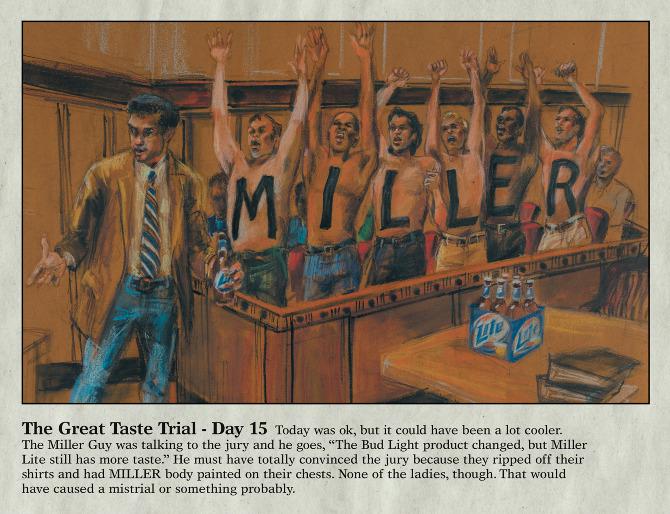 MILLER
Lite
Lite
The Great Taste Trial - Day 15 Today was ok, but it could have been a lot cooler.
The Miller Guy was talking to the jury and he goes, “The Bud Light product changed, but Miller
Lite still has more taste.” He must have totally convinced the jury because they ripped off their
shirts and had MILLER body painted on their chests. None of the ladies, though. That would
have caused a mistrial or something probably.